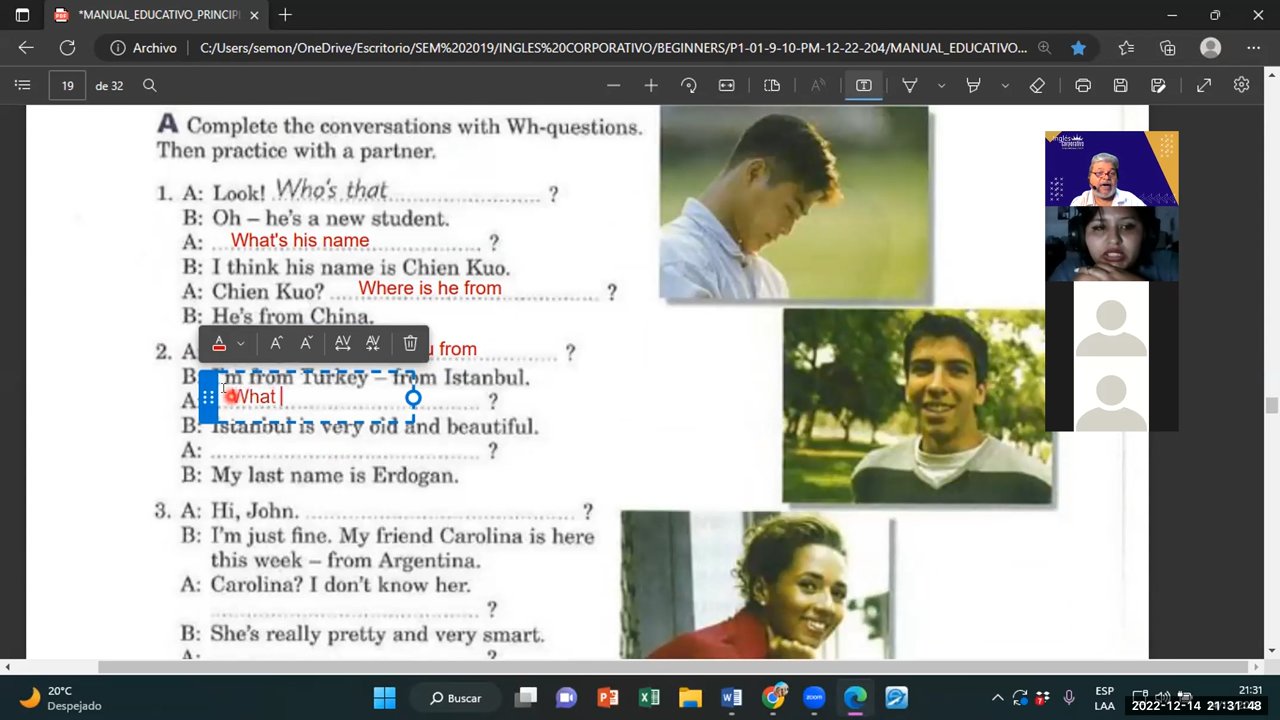 *MANUAL_EDUCATIVO_PRINCIPI
Archivo C:/Users/semon/OneDrive/Escritorio/SEM%202019/INGLES%20CORPORATIVO/BEGINNERS/P1-01-9-10-PM-12-22-204/MANUAL_EDUCATIVO...
19 de 32
A Complete the conversations with Wh-questions.
Then practice with a partner.
1. A: Look! Who's that ?
B: Oh – he's a new student.
A: What's his name ?
B: I think his name is Chien Kuo.
A: Chien Kuo? Where is he from ?
B: He's from China.
2. A u from ?
B: I'm from Turkey – from Istanbul.
A: What ?
B: Istanbul is very old and beautiful.
A: ?
B: My last name is Erdogan.
3. A: Hi, John. ?
B: I'm just fine. My friend Carolina is here
this week – from Argentina.
A: Carolina? I don't know her.
?
B: She's really pretty and very smart.
A: ?
inglés
corporativo
20°C
Despejado
Buscar
zoom
ESP
LAA
21:31
2022-12-14 21:31:48